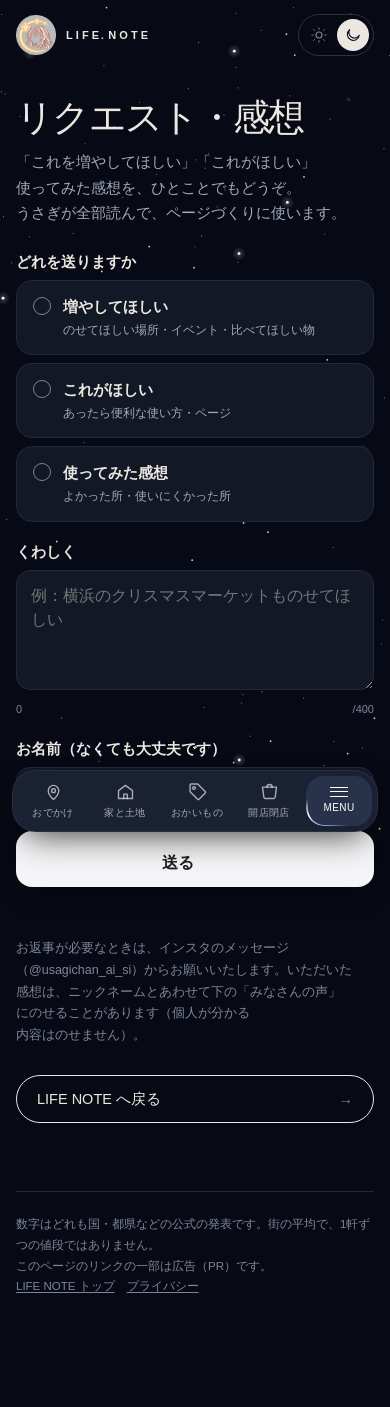 LIFE NOTE
リクエスト・感想
「これを増やしてほしい」「これがほしい」
使ってみた感想を、ひとことでもどうぞ。
うさぎが全部読んで、ページづくりに使います。
どれを送りますか
増やしてほしい
のせてほしい場所・イベント・比べてほしい物
これがほしい
あったら便利な使い方・ページ
使ってみた感想
よかった所・使いにくかった所
くわしく
例：横浜のクリスマスマーケットものせてほ
しい
0 /400
お名前（なくても大丈夫です）
おでかけ 家と土地 おかいもの 開店閉店 MENU
送る
お返事が必要なときは、インスタのメッセージ
（@usagichan_ai_si）からお願いいたします。いただいた
感想は、ニックネームとあわせて下の「みなさんの声」
にのせることがあります（個人が分かる
内容はのせません）。
LIFE NOTE へ戻る →
数字はどれも国・都県などの公式の発表です。街の平均で、1軒ず
つの値段ではありません。
このページのリンクの一部は広告（PR）です。
LIFE NOTE トップ プライバシー